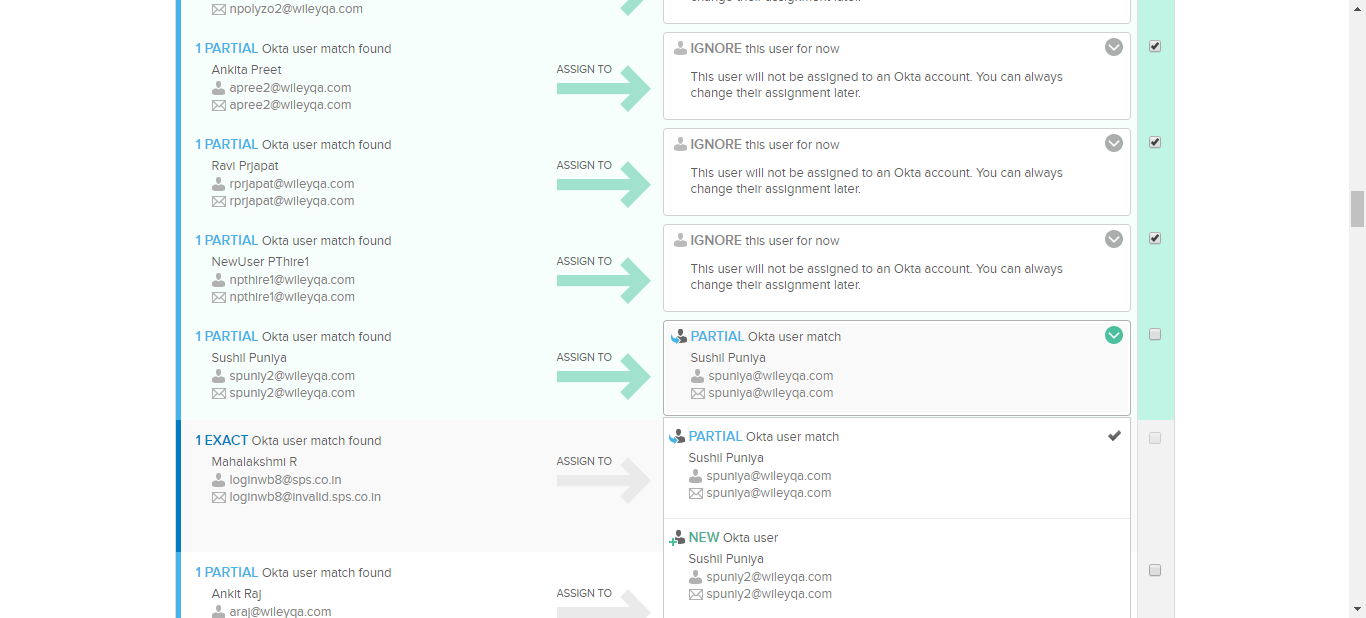 npolyzo2@wileyqa.com
1 PARTIAL Okta user match found
Ankita Preet
apree2@wileyqa.com
apree2@wileyqa.com
ASSIGN TO
IGNORE this user for now
This user will not be assigned to an Okta account. You can always
change their assignment later.
1 PARTIAL Okta user match found
Ravi Prjapat
rprjapat@wileyqa.com
rprjapat@wileyqa.com
ASSIGN TO
IGNORE this user for now
This user will not be assigned to an Okta account. You can always
change their assignment later.
1 PARTIAL Okta user match found
NewUser PThire1
npthire1@wileyqa.com
npthire1@wileyqa.com
ASSIGN TO
IGNORE this user for now
This user will not be assigned to an Okta account. You can always
change their assignment later.
1 PARTIAL Okta user match found
Sushil Puniya
spuniy2@wileyqa.com
spuniy2@wileyqa.com
ASSIGN TO
PARTIAL Okta user match
Sushil Puniya
spuniya@wileyqa.com
spuniya@wileyqa.com
1 EXACT Okta user match found
Mahalakshmi R
loginwb8@sps.co.in
loginwb8@invalid.sps.co.in
ASSIGN TO
PARTIAL Okta user match
Sushil Puniya
spuniya@wileyqa.com
spuniya@wileyqa.com
NEW Okta user
Sushil Puniya
spuniy2@wileyqa.com
spuniy2@wileyqa.com
1 PARTIAL Okta user match found
Ankit Raj
araj@wileyqa.com
ASSIGN TO